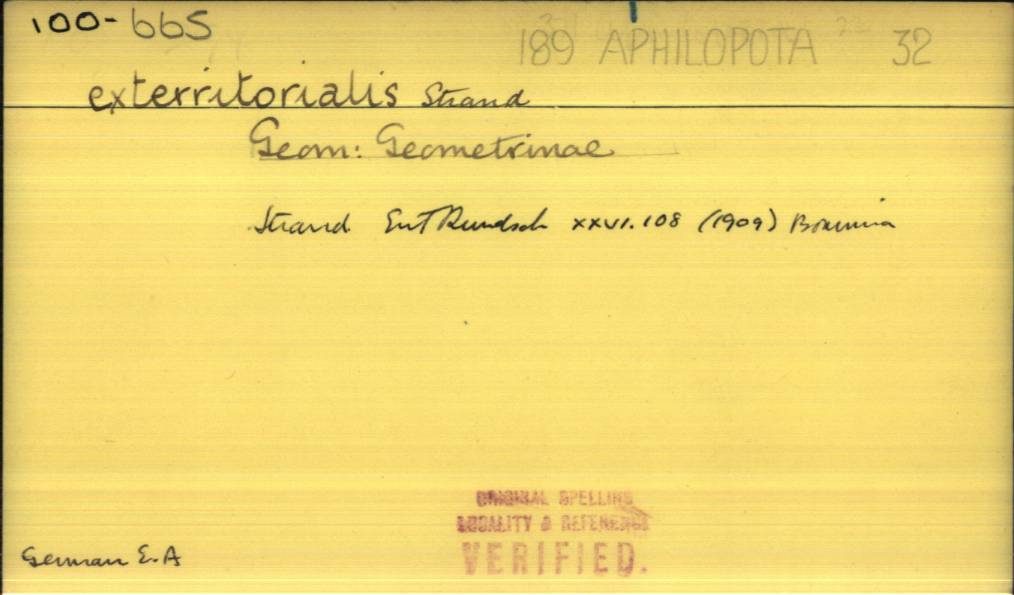 100-665
189 APHILOPOTA 32
exterritorialis Strand
Geom: Geometrinae
Strand Ent Rundsch xxvi.108 (1909) Boarmia
ORIGINAL SPELLING
LOCALITY & REFERENCE
VERIFIED.
German E.A